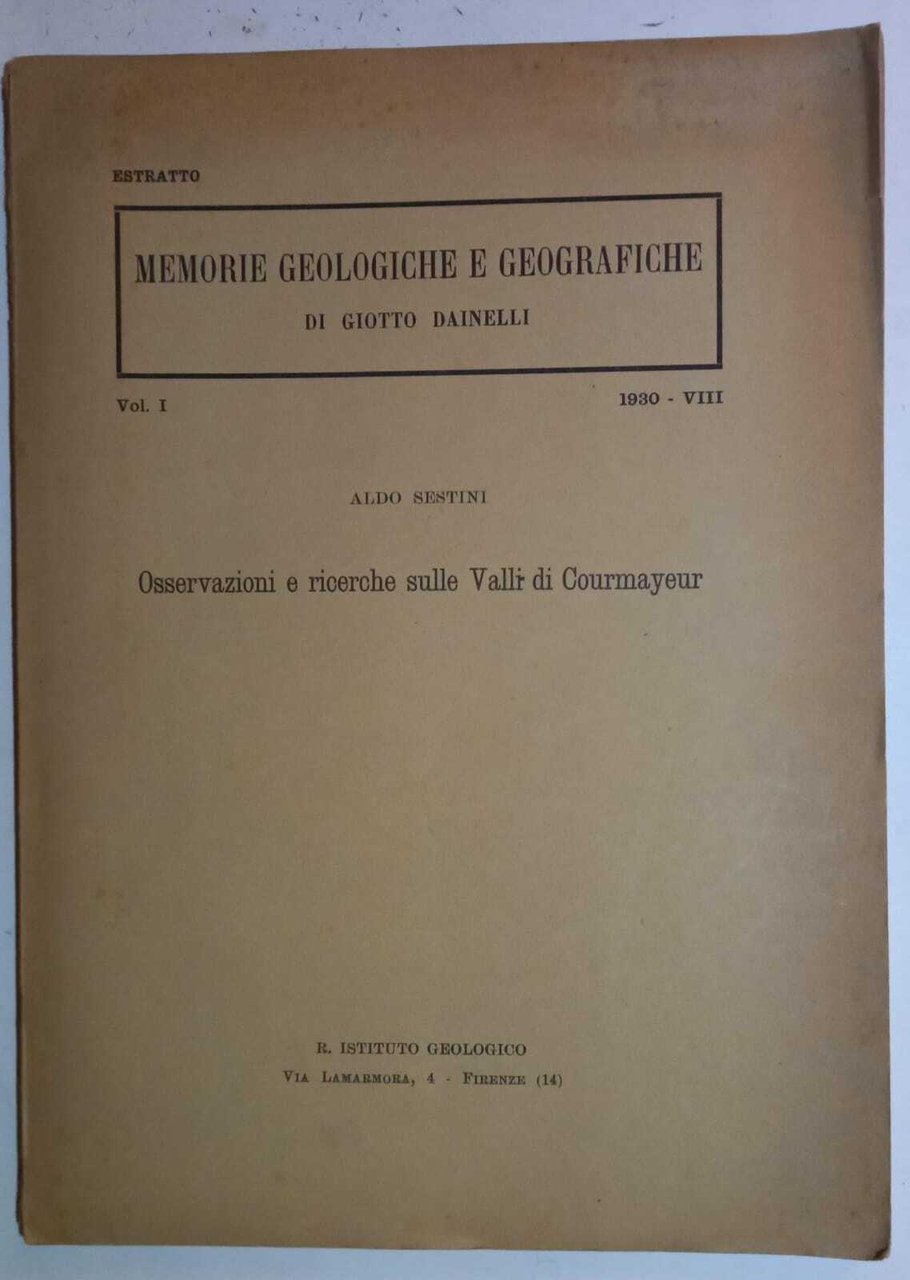 ESTRATTO
MEMORIE GEOLOGICHE E GEOGRAFICHE
DI GIOTTO DAINELLI
Vol. I
1930 - VIII
ALDO SESTINI
Osservazioni e ricerche sulle Valli di Courmayeur
R. ISTITUTO GEOLOGICO
VIA LAMARMORA, 4 - FIRENZE (14)